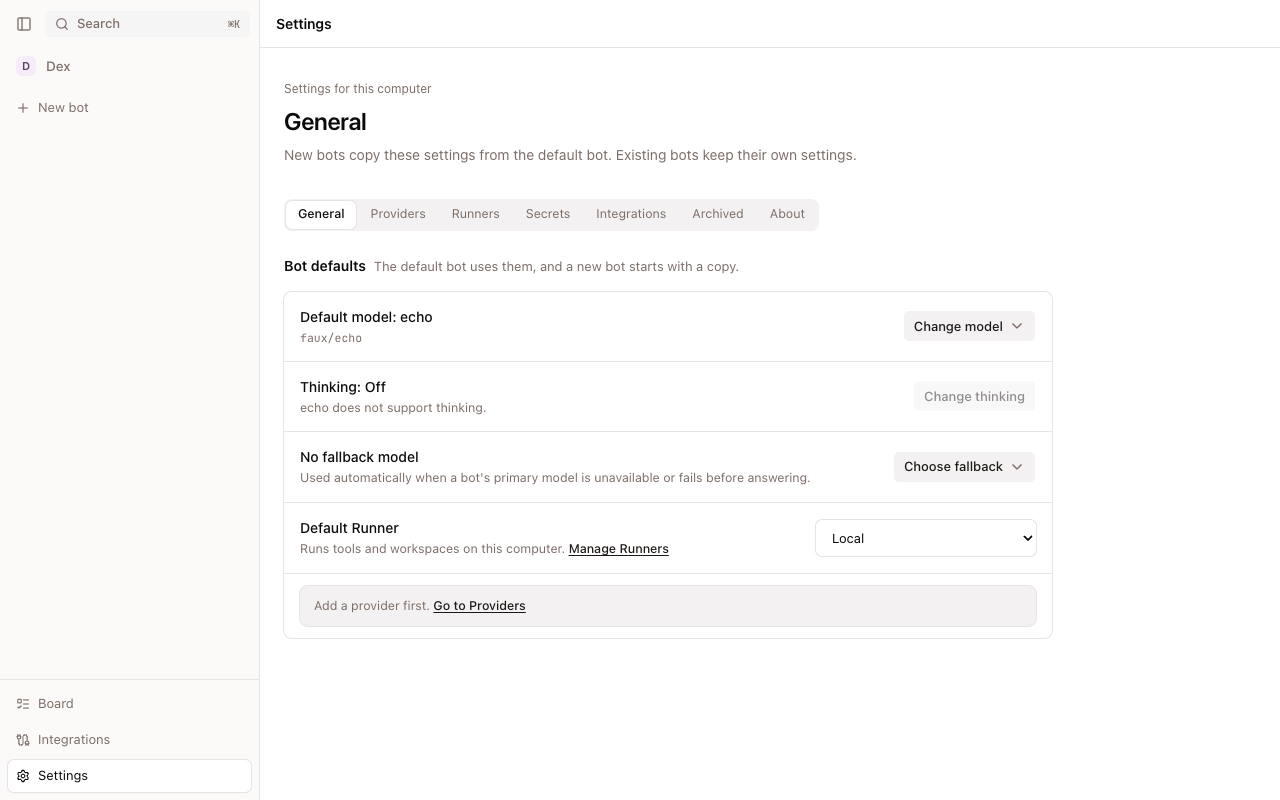 Search ⌘K
Settings
D Dex
New bot
Settings for this computer
General
New bots copy these settings from the default bot. Existing bots keep their own settings.
General Providers Runners Secrets Integrations Archived About
Bot defaults The default bot uses them, and a new bot starts with a copy.
Default model: echo
faux/echo
Change model
Thinking: Off
echo does not support thinking.
Change thinking
No fallback model
Used automatically when a bot's primary model is unavailable or fails before answering.
Choose fallback
Default Runner
Runs tools and workspaces on this computer. Manage Runners
Local
Add a provider first. Go to Providers
Board
Integrations
Settings